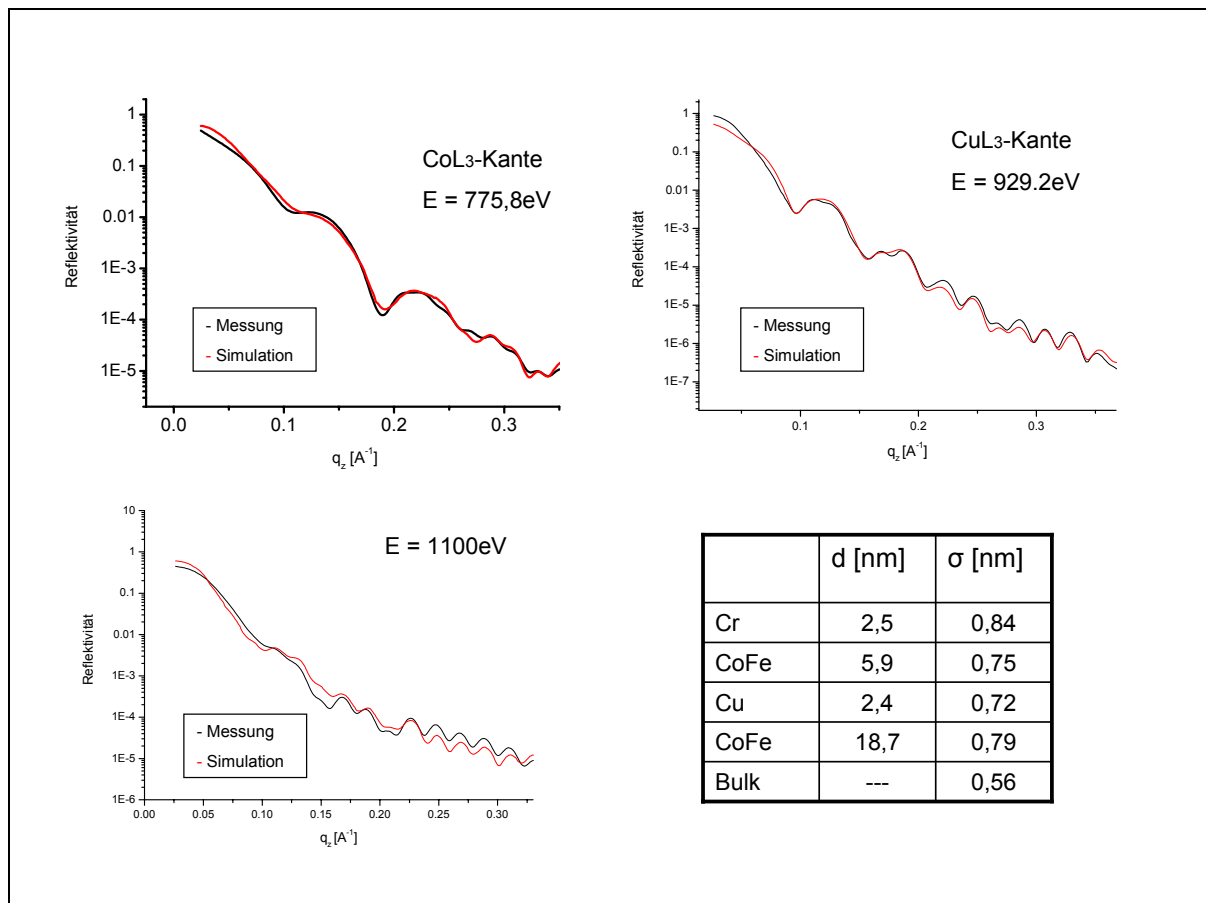 1
0.1
0.01
1E-3
1E-4
1E-5
Reflektivität
CoL3-Kante
E = 775,8eV
- Messung
- Simulation
0.0 0.1 0.2 0.3
qz [A-1]
1
0.1
0.01
1E-3
1E-4
1E-5
1E-6
1E-7
Reflektivität
CuL3-Kante
E = 929.2eV
- Messung
- Simulation
0.1 0.2 0.3
qz [A-1]
10
1
0.1
0.01
1E-3
1E-4
1E-5
1E-6
Reflektivität
E = 1100eV
- Messung
- Simulation
0.00 0.05 0.10 0.15 0.20 0.25 0.30
qz [A-1]
d [nm] σ [nm]
Cr 2,5 0,84
CoFe 5,9 0,75
Cu 2,4 0,72
CoFe 18,7 0,79
Bulk --- 0,56